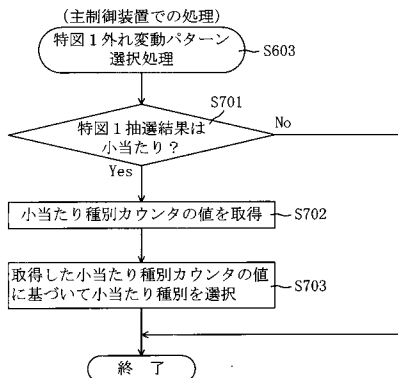 (主制御装置での処理)
特図1外れ変動パターン
選択処理
S603
S701
特図1抽選結果は
小当たり?
No
Yes
小当たり種別カウンタの値を取得
S702
取得した小当たり種別カウンタの値
に基づいて小当たり種別を選択
S703
終 了